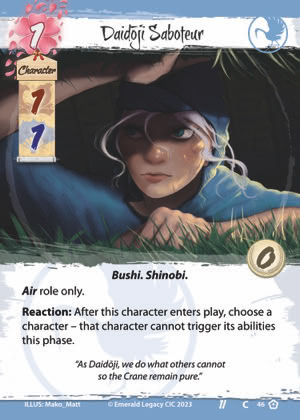 Daidōji Saboteur
1
Character
1
1
0
Bushi. Shinobi.
Air role only.
Reaction: After this character enters play, choose a
character – that character cannot trigger its abilities
this phase.
“As Daidōji, we do what others cannot
so the Crane remain pure.”
ILLUS: Mako_Matt © Emerald Legacy CIC 2023 C 46